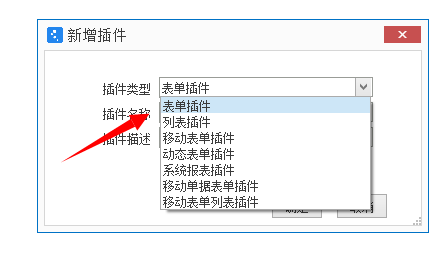 新增插件
插件类型 表单插件
插件名称 表单插件
列表插件
插件描述 移动表单插件
动态表单插件
系统报表插件
移动单据表单插件
移动表单列表插件
取消